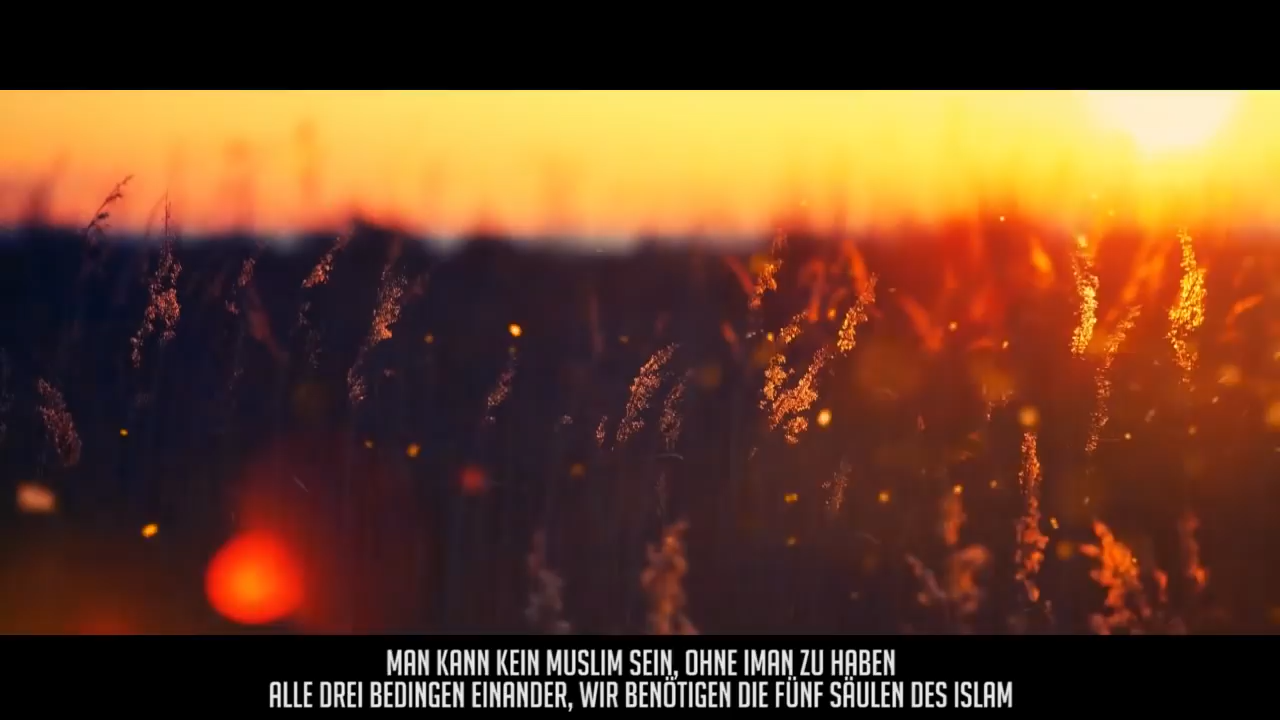 MAN KANN KEIN MUSLIM SEIN, OHNE IMAN ZU HABEN
ALLE DREI BEDINGEN EINANDER, WIR BENÖTIGEN DIE FÜNF SÄULEN DES ISLAM